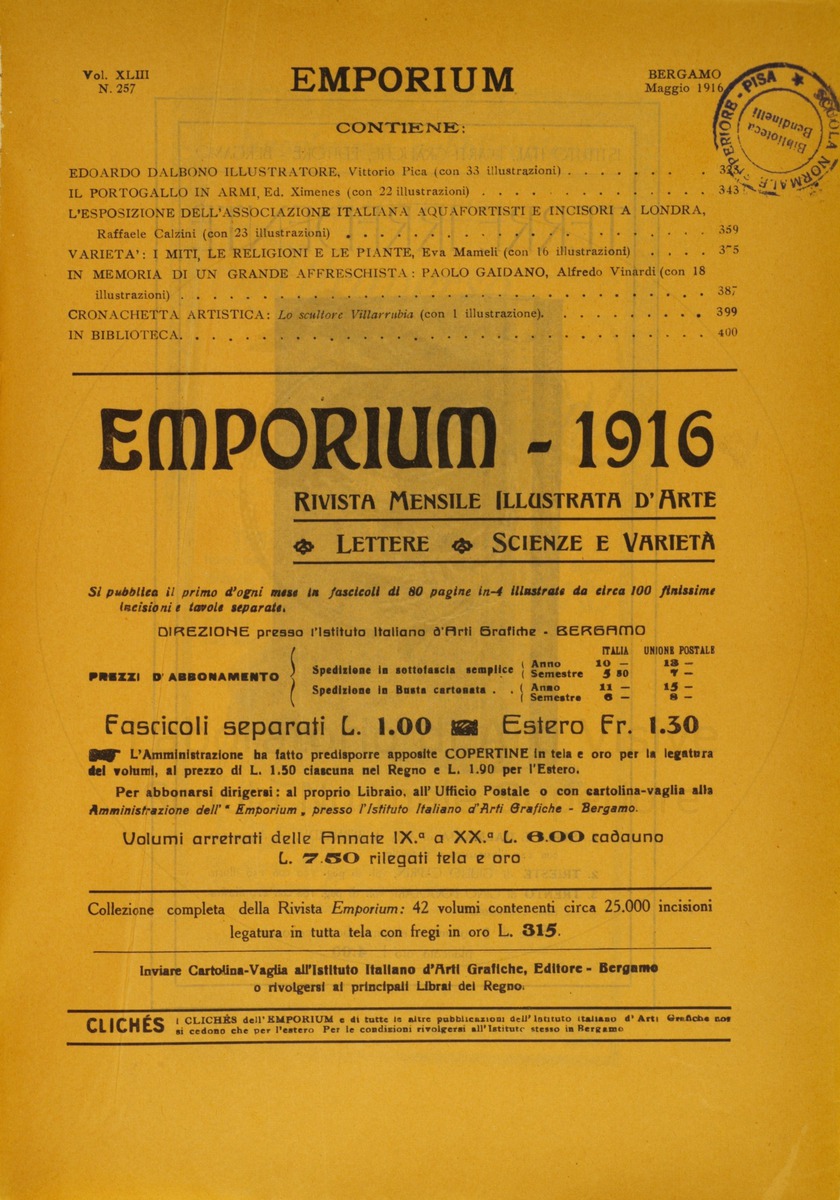 Vol. XLIII
N. 257
EMPORIUM
BERGAMO
Maggio 1916
SCUOLA NORMALE SUPERIORE - PISA ★
Biblioteca
Bendinelli
CONTIENE:
EDOARDO DALBONO ILLUSTRATORE, Vittorio Pica (con 33 illustrazioni) . . . . . . .
IL PORTOGALLO IN ARMI, Ed. Ximenes (con 22 illustrazioni) . . . . . . . . . . . 343
L'ESPOSIZIONE DELL'ASSOCIAZIONE ITALIANA AQUAFORTISTI E INCISORI A LONDRA,
Raffaele Calzini (con 23 illustrazioni) . . . . . . . . . . . . . . . . 359
VARIETA': I MITI, LE RELIGIONI E LE PIANTE, Eva Mameli (con 16 illustrazioni) . . . . 375
IN MEMORIA DI UN GRANDE AFFRESCHISTA: PAOLO GAIDANO, Alfredo Vinardi (con 18
illustrazioni) . . . . . . . . . . . . . . . . . . . . . . . 387
CRONACHETTA ARTISTICA: Lo scultore Villarrubia (con 1 illustrazione). . . . . . . . 399
IN BIBLIOTECA. . . . . . . . . . . . . . . . . . . . . . . 400
EMPORIUM - 1916
RIVISTA MENSILE ILLUSTRATA D'ARTE
LETTERE SCIENZE E VARIETÀ
Si pubblica il primo d'ogni mese in fascicoli di 80 pagine in-4 illustrate da circa 100 finissime
incisioni e tavole separate.
DIREZIONE presso l'Istituto Italiano d'Arti Grafiche - BERGAMO
ITALIA UNIONE POSTALE
PREZZI D'ABBONAMENTO
Spedizione in sottofascia semplice Anno 10 — 13 —
Semestre 5 50 7 —
Spedizione in Busta cartonata . . Anno 11 — 15 —
Semestre 6 — 8 —
Fascicoli separati L. 1.00 Estero Fr. 1.30
L'Amministrazione ha fatto predisporre apposite COPERTINE in tela e oro per la legatura
dei volumi, al prezzo di L. 1.50 ciascuna nel Regno e L. 1.90 per l'Estero.
Per abbonarsi dirigersi: al proprio Libraio, all'Ufficio Postale o con cartolina-vaglia alla
Amministrazione dell'" Emporium „ presso l'Istituto Italiano d'Arti Grafiche - Bergamo.
Volumi arretrati delle Annate IX.ª a XX.ª L. 6.00 cadauno
L. 7.50 rilegati tela e oro
Collezione completa della Rivista Emporium: 42 volumi contenenti circa 25.000 incisioni
legatura in tutta tela con fregi in oro L. 315.
Inviare Cartolina-Vaglia all'Istituto Italiano d'Arti Grafiche, Editore - Bergamo
o rivolgersi ai principali Librai del Regno.
CLICHÉS
I CLICHÉS dell'EMPORIUM e di tutte le altre pubblicazioni dell'Istituto Italiano d'Arti Grafiche non
si cedono che per l'estero Per le condizioni rivolgersi all'Istituto stesso in Bergamo